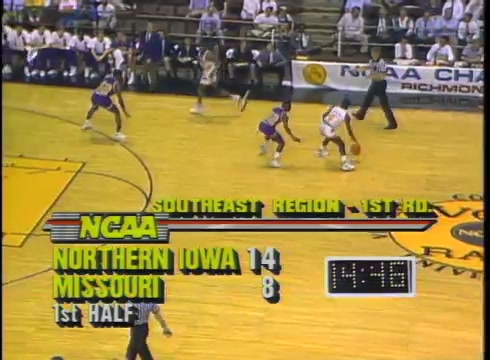 NCAA CHA
RICHMON
SOUTHEAST REGION - 1ST RD.
NCAA
NORTHERN IOWA 14
MISSOURI 8
1st HALF
14:46